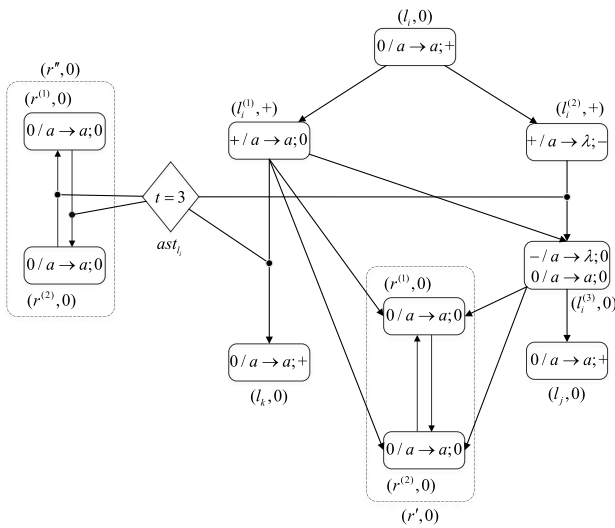 (l_i, 0)
0 / a → a; +
(r″, 0)
(r^(1), 0)
0 / a → a; 0
(l_i^(1), +)
+ / a → a; 0
(l_i^(2), +)
+ / a → λ; −
t = 3
ast_{l_i}
0 / a → a; 0
(r^(2), 0)
− / a → λ; 0
0 / a → a; 0
(l_i^(3), 0)
(r^(1), 0)
0 / a → a; 0
0 / a → a; +
(l_k, 0)
0 / a → a; +
(l_j, 0)
0 / a → a; 0
(r^(2), 0)
(r′, 0)